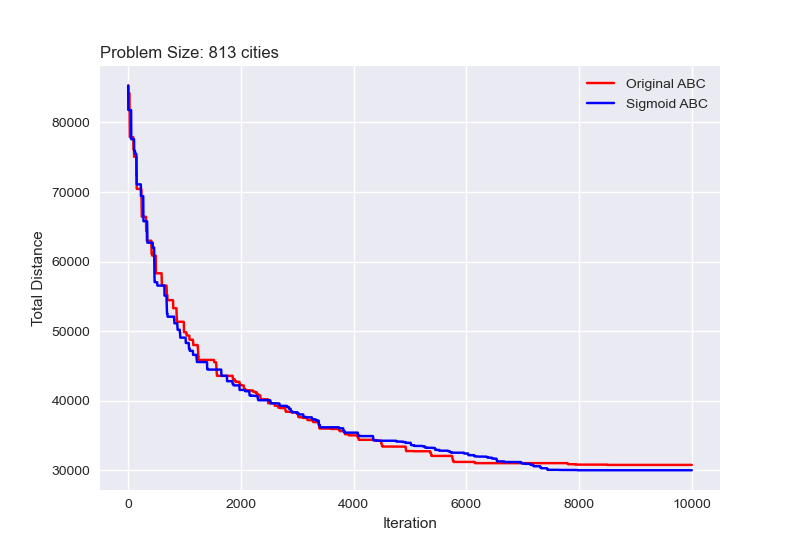 Problem Size: 813 cities
Original ABC
Sigmoid ABC
Total Distance
80000
70000
60000
50000
40000
30000
0 2000 4000 6000 8000 10000
Iteration